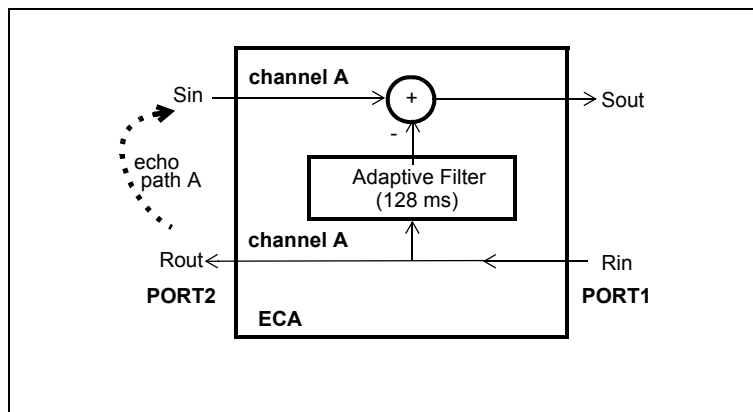 channel A
Sin
+
Sout
-
echo
path A
Adaptive Filter
(128 ms)
channel A
Rout
Rin
PORT2
PORT1
ECA